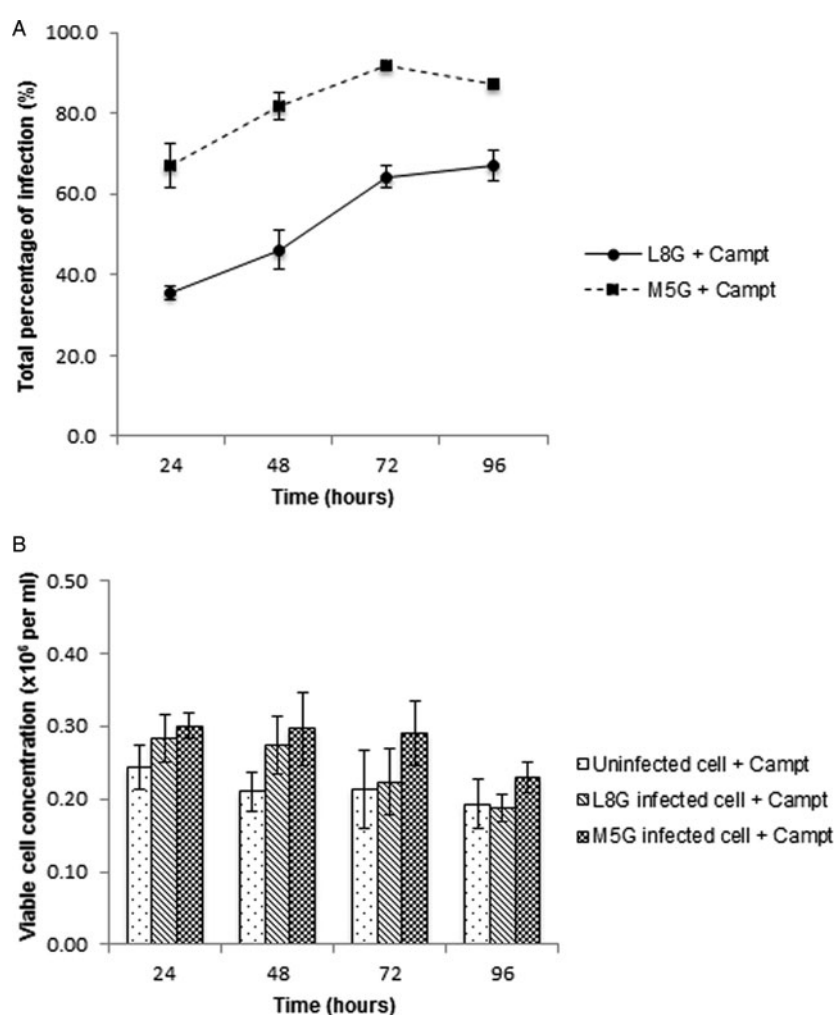 A
100.0
80.0
60.0
40.0
20.0
0.0
Total percentage of infection (%)
24 48 72 96
Time (hours)
L8G + Campt
M5G + Campt
B
0.50
0.40
0.30
0.20
0.10
0.00
Viable cell concentration (x10⁶ per ml)
24 48 72 96
Time (hours)
Uninfected cell + Campt
L8G infected cell + Campt
M5G infected cell + Campt